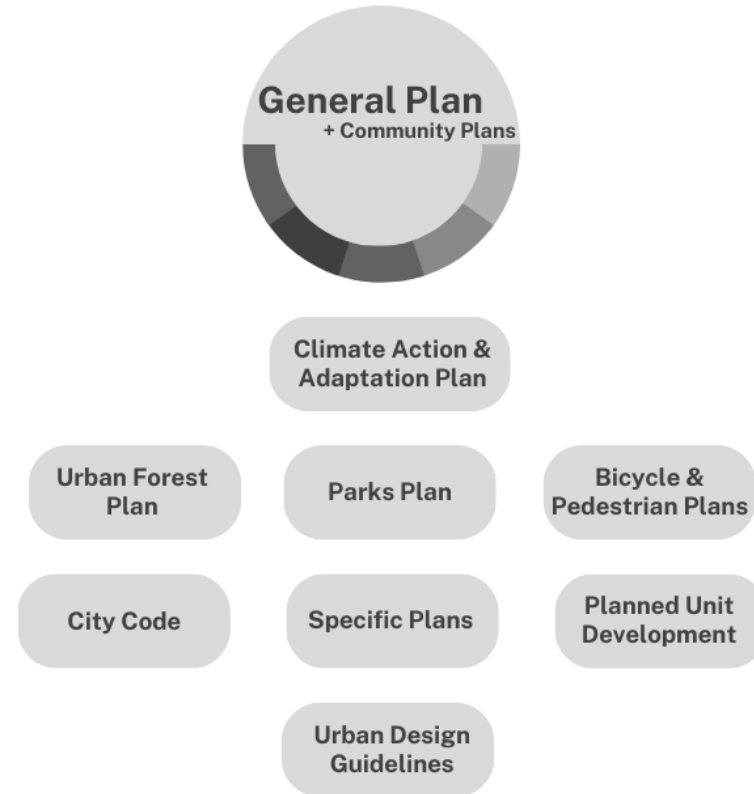 General Plan
+ Community Plans
Climate Action &
Adaptation Plan
Urban Forest
Plan
Parks Plan
Bicycle &
Pedestrian Plans
City Code
Specific Plans
Planned Unit
Development
Urban Design
Guidelines